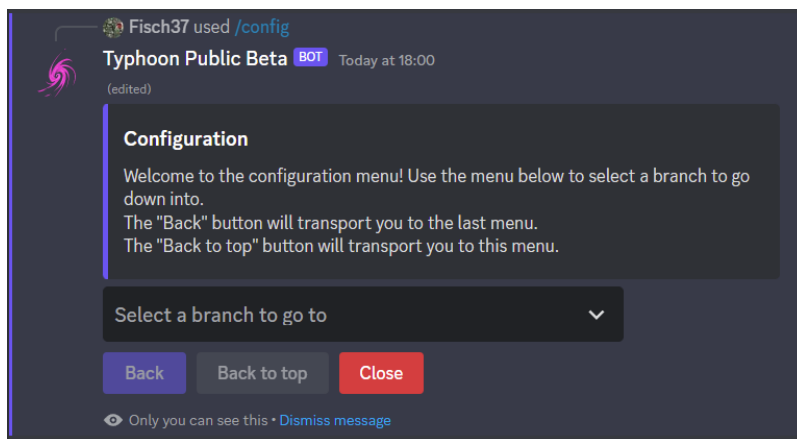 Fisch37 used /config
Typhoon Public Beta BOT Today at 18:00
(edited)
Configuration
Welcome to the configuration menu! Use the menu below to select a branch to go
down into.
The "Back" button will transport you to the last menu.
The "Back to top" button will transport you to this menu.
Select a branch to go to
Back Back to top Close
Only you can see this • Dismiss message